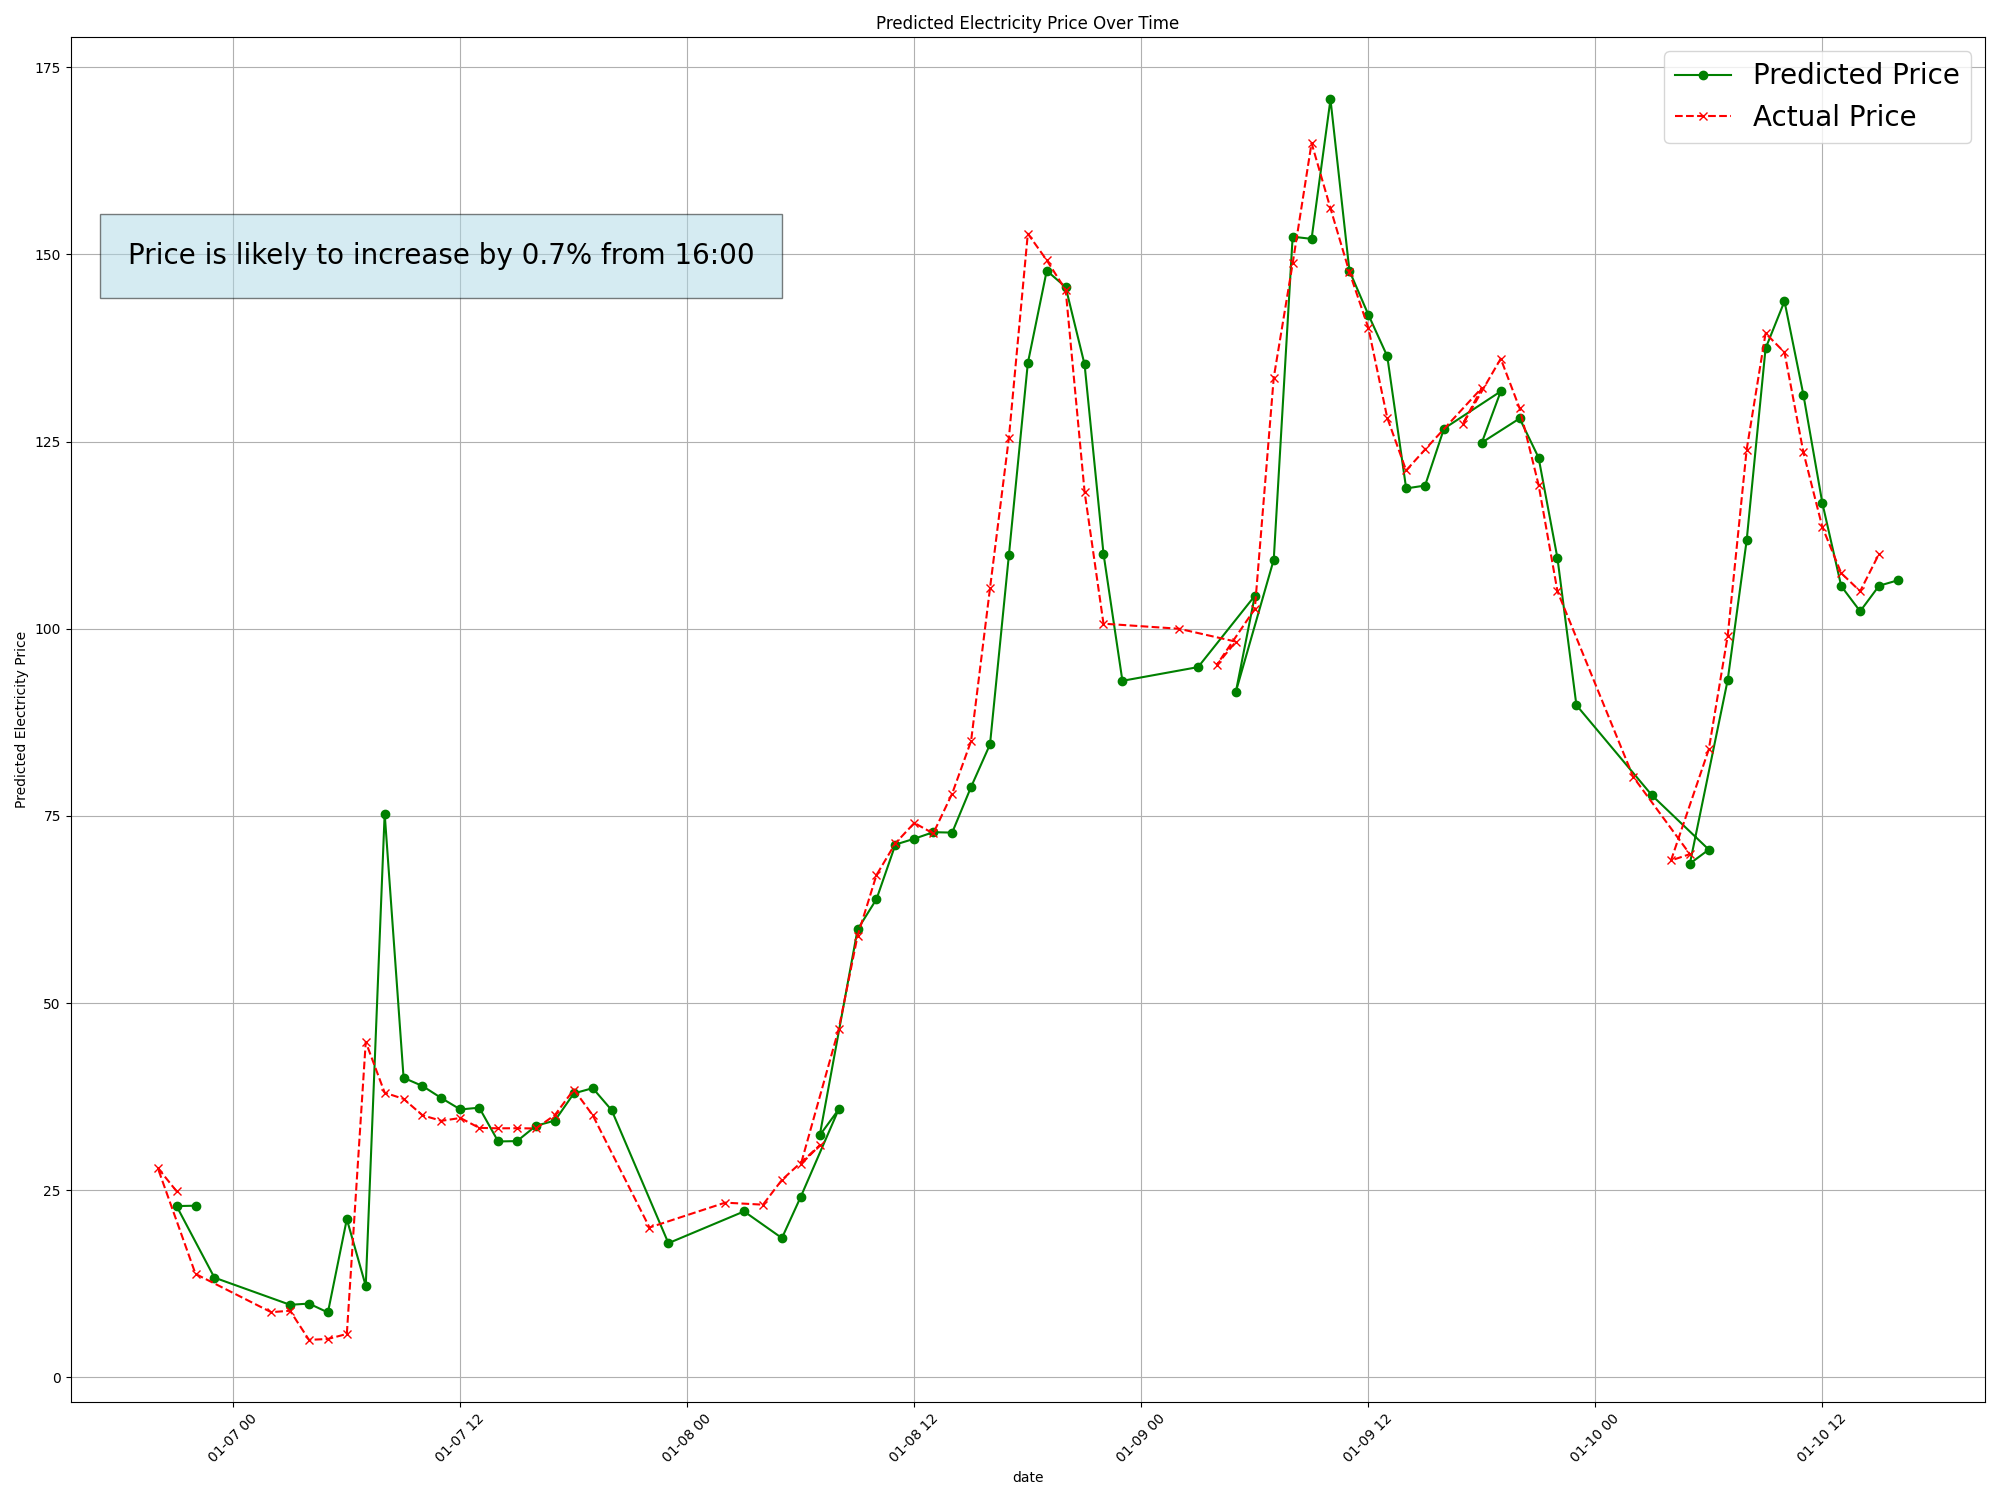 Predicted Electricity Price Over Time
Predicted Price
Actual Price
Price is likely to increase by 0.7% from 16:00
Predicted Electricity Price
175
150
125
100
75
50
25
0
01-07 00
01-07 12
01-08 00
01-08 12
01-09 00
01-09 12
01-10 00
01-10 12
date